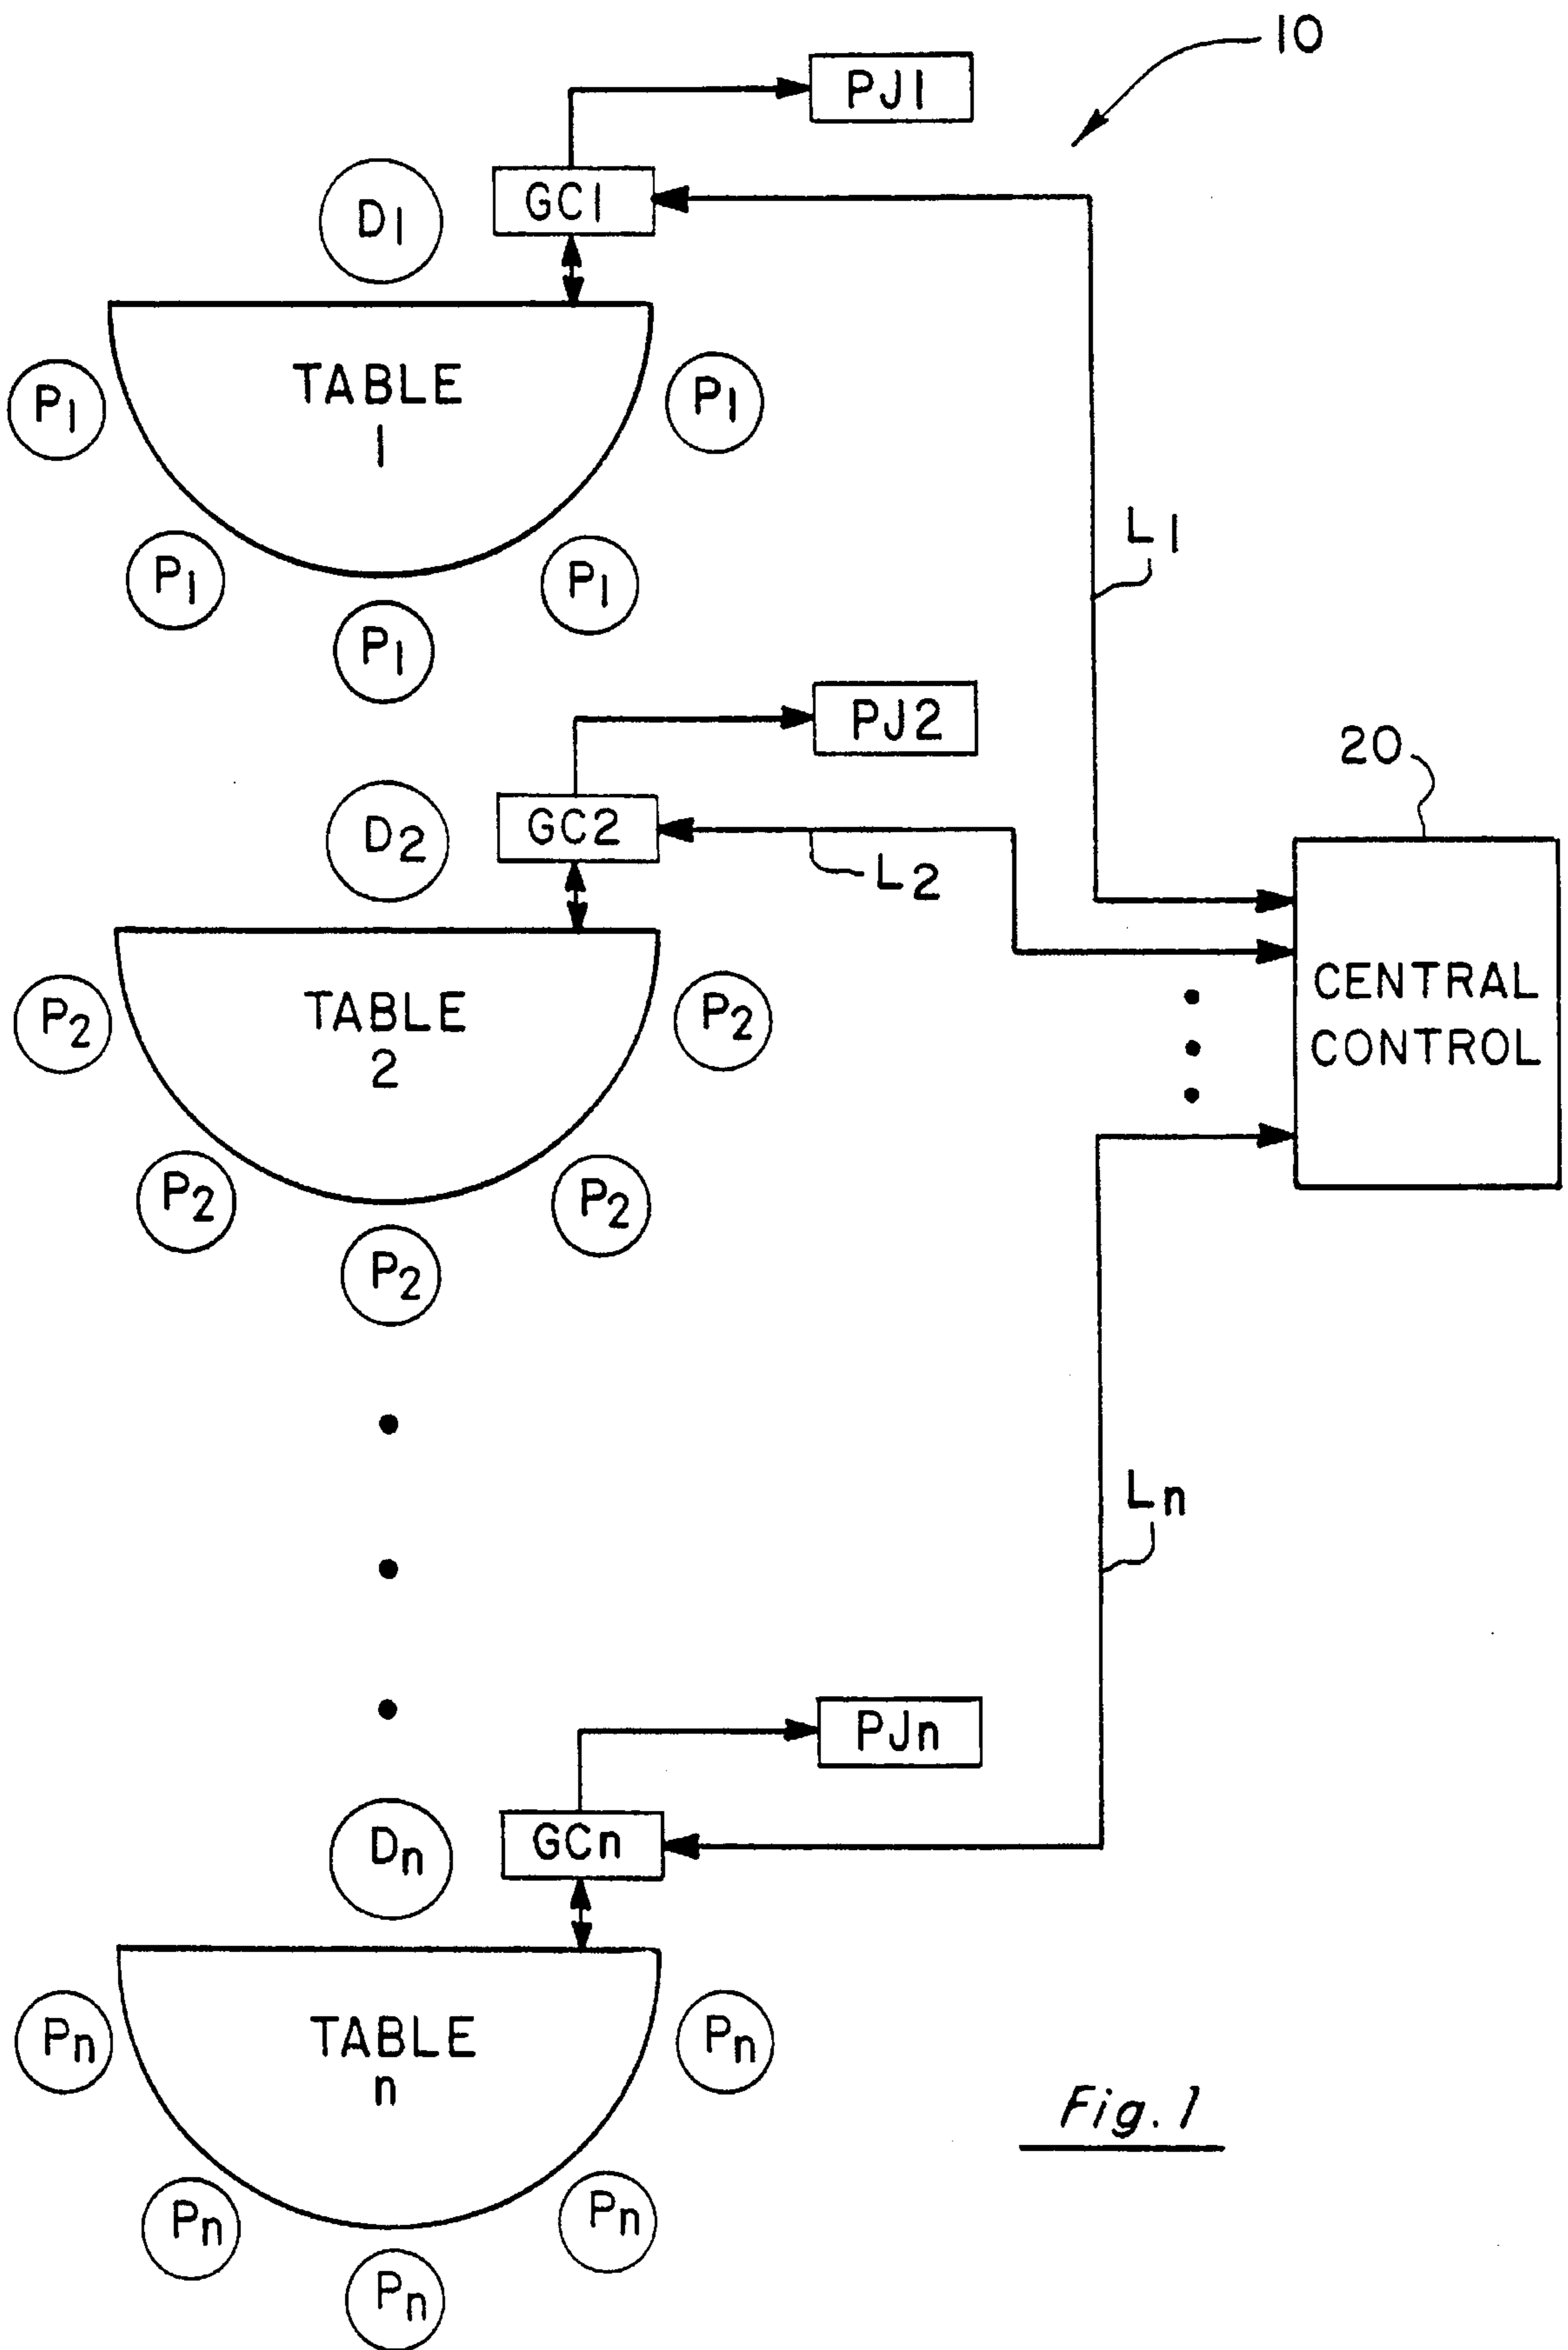 10
PJ1
GC1
D1
TABLE
1
P1
P1
P1
P1
P1
L1
PJ2
20
GC2
D2
L2
TABLE
2
CENTRAL
CONTROL
P2
P2
P2
P2
P2
Ln
PJn
GCn
Dn
TABLE
n
Pn
Pn
Pn
Pn
Pn
Fig. 1